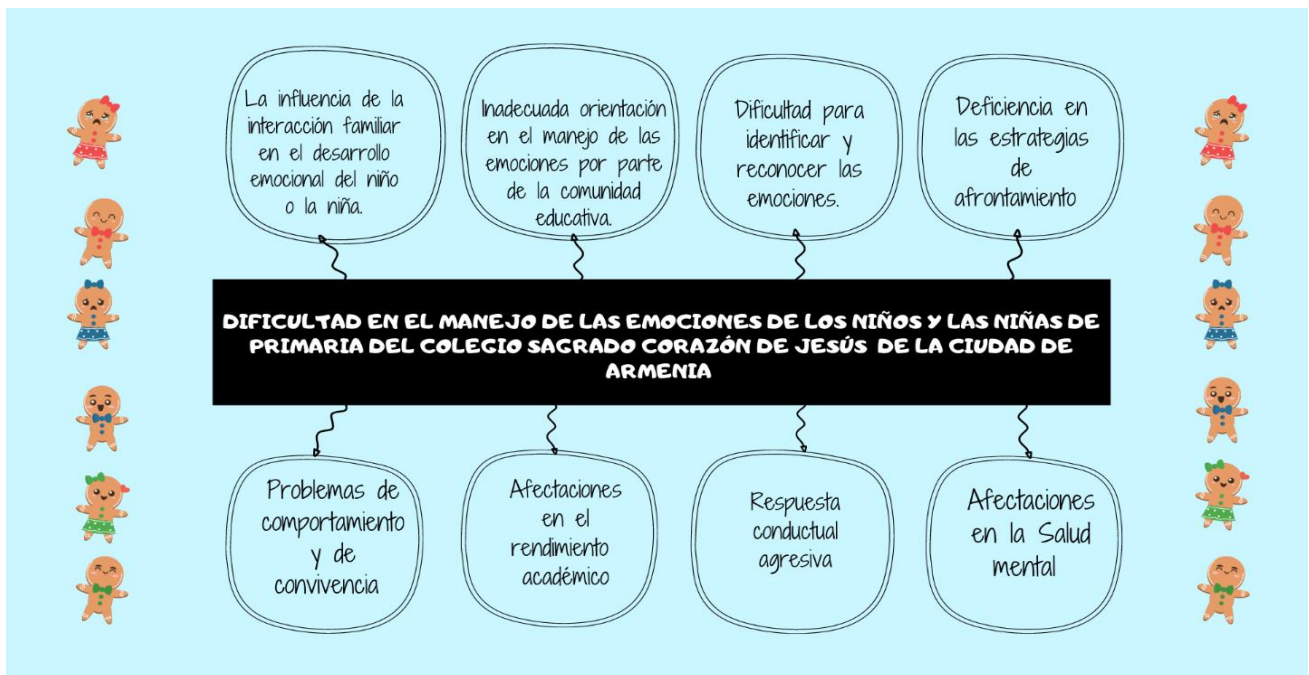 La influencia de la
interacción familiar
en el desarrollo
emocional del niño
o la niña.
Inadecuada orientación
en el manejo de las
emociones por parte
de la comunidad
educativa.
Dificultad para
identificar y
reconocer las
emociones.
Deficiencia en
las estrategias
de
afrontamiento
DIFICULTAD EN EL MANEJO DE LAS EMOCIONES DE LOS NIÑOS Y LAS NIÑAS DE
PRIMARIA DEL COLEGIO SAGRADO CORAZÓN DE JESÚS DE LA CIUDAD DE
ARMENIA
Problemas de
comportamiento
y de
convivencia
Afectaciones
en el
rendimiento
académico
Respuesta
conductual
agresiva
Afectaciones
en la Salud
mental